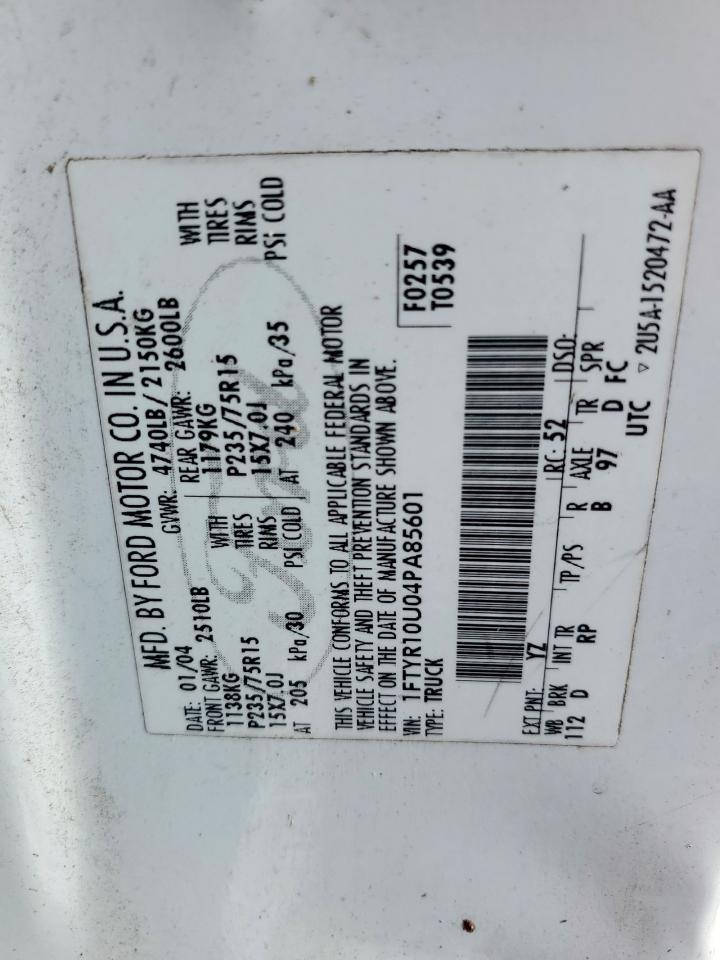 MFD. BY FORD MOTOR CO. IN U.S.A.
DATE: 01/04 GVWR: 4740LB/2150KG
FRONT GAWR: 2510LB REAR GAWR: 2600LB
1138KG WITH 1179KG WITH
P235/75R15 TIRES P235/75R15 TIRES
15X7.0J RIMS 15X7.0J RIMS
AT 205 kPa/30 PSi COLD AT 240 kPa/35 PSi COLD
Ford
THIS VEHICLE CONFORMS TO ALL APPLICABLE FEDERAL MOTOR
VEHICLE SAFETY AND THEFT PREVENTION STANDARDS IN
EFFECT ON THE DATE OF MANUFACTURE SHOWN ABOVE.
VIN: 1FTYR10U04PA85601 F0257
TYPE: TRUCK T0539
EXT PNT: YZ RC: 52 DSO:
WB BRK INT TR TP/PS R AXLE TR SPR
112 D RP B 97 D FC
UTC ▽ 2U5A-1520472-AA